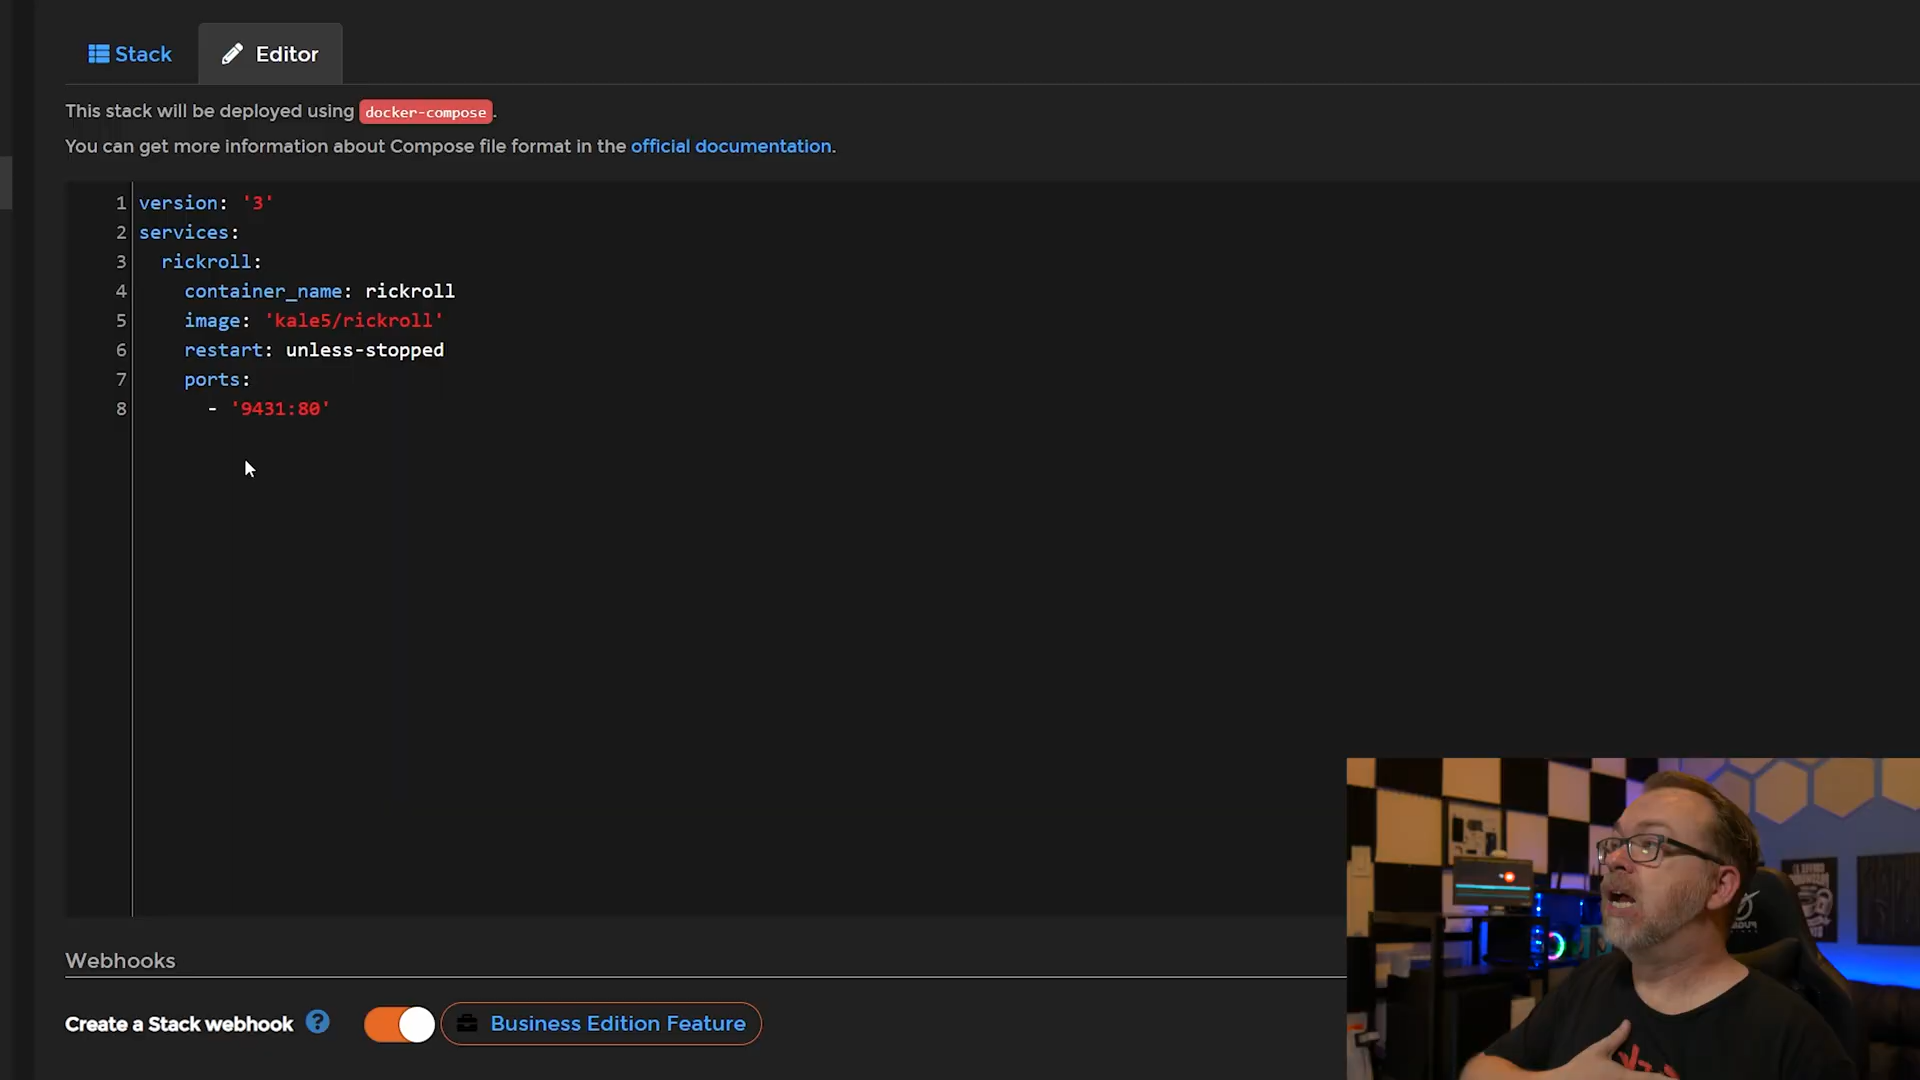 Stack
Editor
This stack will be deployed using docker-compose.
You can get more information about Compose file format in the official documentation.
1 version: '3'
2 services:
3   rickroll:
4     container_name: rickroll
5     image: 'kale5/rickroll'
6     restart: unless-stopped
7     ports:
8       - '9431:80'
Webhooks
Create a Stack webhook ? Business Edition Feature